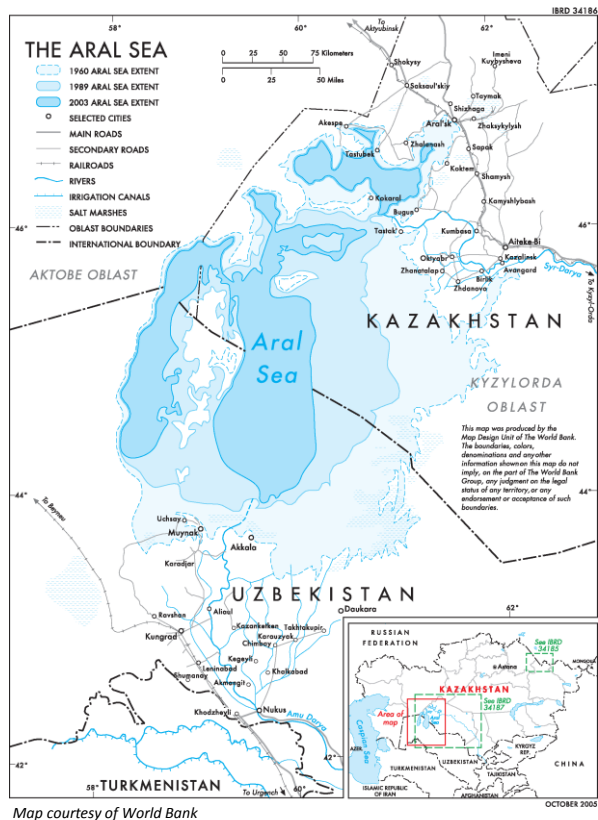 IBRD 34186
58°
60°
62°
To
Aktyubinsk
THE ARAL SEA
1960 ARAL SEA EXTENT
1989 ARAL SEA EXTENT
2003 ARAL SEA EXTENT
SELECTED CITIES
MAIN ROADS
SECONDARY ROADS
RAILROADS
RIVERS
IRRIGATION CANALS
SALT MARSHES
OBLAST BOUNDARIES
INTERNATIONAL BOUNDARY
0 25 50 75 Kilometers
0 25 50 Miles
Shokysy
Imeni
Kuybysheva
Saksaul'skiy
Taymak
Shizhaga
Akespe
Aral'sk
Zhaksykylysh
Tastubek
Zhalanash
Sapak
Koktem
Shamysh
Kokaral
Kamyshlybash
Bugun
46°
46°
Tastak
Kumbasa
Aiteke Bi
Oktyabr
Kazalinsk
Zhanatalap
Birlik
Avangard
Zhdanova
Syr-Darya
To Kyzyl-Orda
AKTOBE OBLAST
KAZAKHSTAN
Aral
Sea
KYZYLORDA
OBLAST
This map was produced by the
Map Design Unit of The World Bank.
The boundaries, colors,
denominations and anyother
information shownon this map do not
imply, on the part of The World Bank
Group, any judgment on the legal
status of any territory, or any
endorsement or acceptance of such
boundaries.
44°
44°
To Beyneu
Uchsay
Muynak
Akkala
Karadjar
UZBEKISTAN
Daukara
62°
Ravshan
Aliaul
Kazanketken
Takhtakupir
Kungrad
Karauzyak
Chimbay
Kegeyli
Leninabad
Khalkabad
Shumanay
Akmangit
Nukus
Khodzheyli
Amu Darya
42°
42°
58°
TURKMENISTAN
60°
To Urgench
RUSSIAN
FEDERATION
See IBRD
34185
MONGOLIA
Astana
KAZAKHSTAN
See IBRD
34187
Area of
map
Caspian Sea
AZER.
UZBEKISTAN
KYRGYZ
REP.
CHINA
TURKMENISTAN
TAJIKISTAN
ISLAMIC REPUBLIC
OF IRAN
AFGHANISTAN
OCTOBER 2005
Map courtesy of World Bank